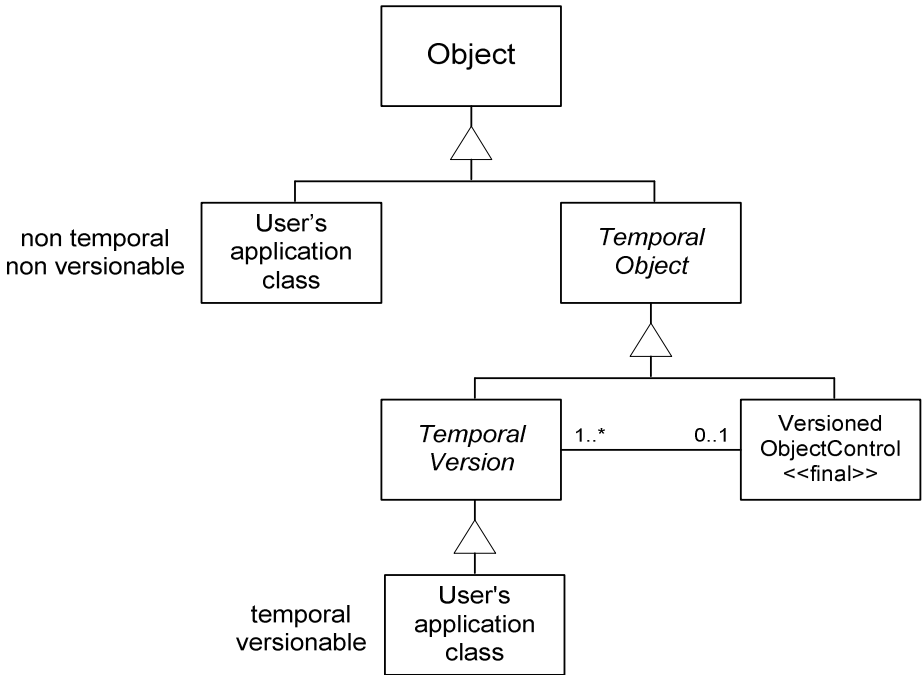 Object
non temporal
non versionable
User’s
application
class
Temporal
Object
Temporal
Version
1..*
0..1
Versioned
ObjectControl
<<final>>
temporal
versionable
User's
application
class